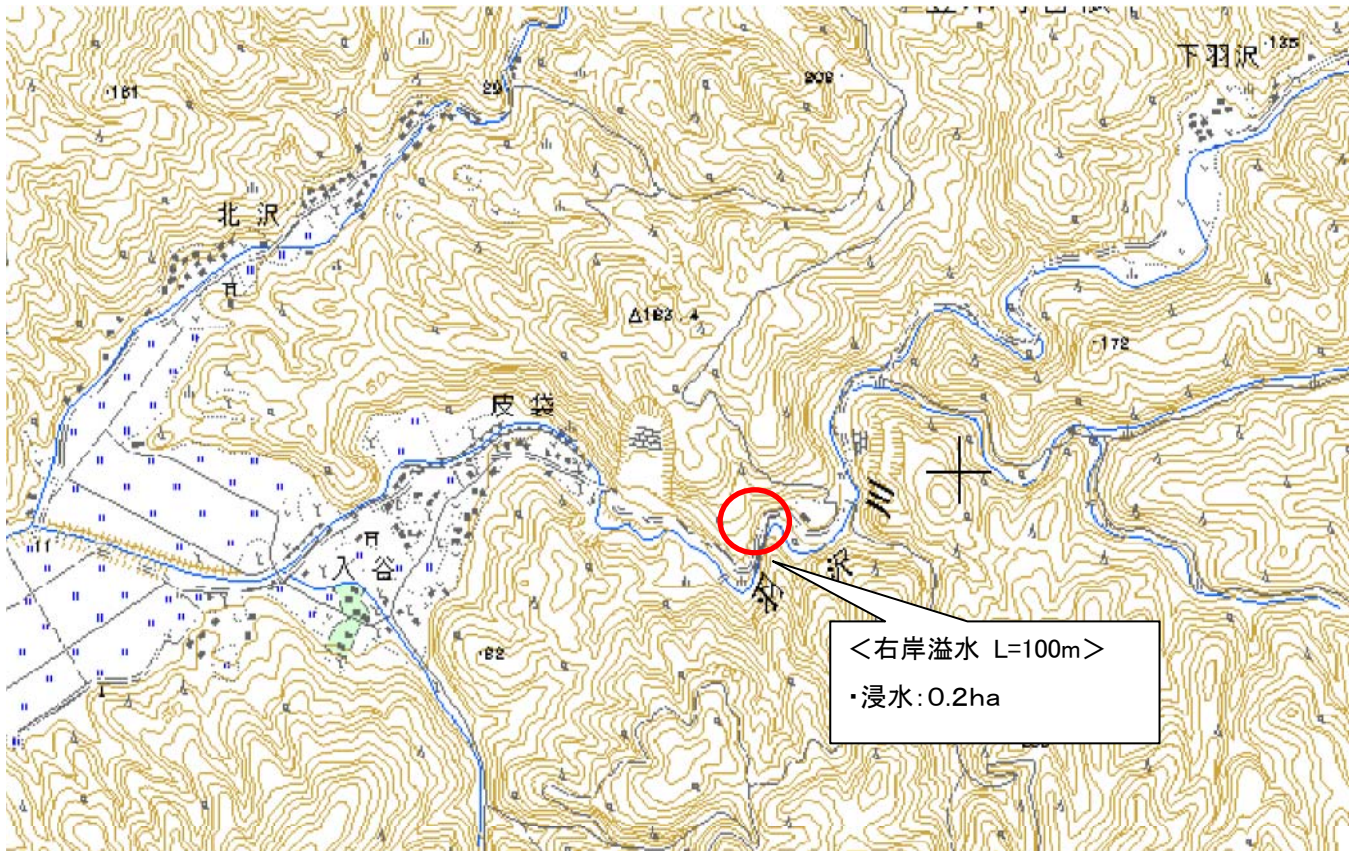 下羽沢
・135
・161
29
202・
北沢
△183.4
・172
皮袋
川
沢
・11
入谷
・82
＜右岸溢水 L=100m＞
・浸水：0.2ha